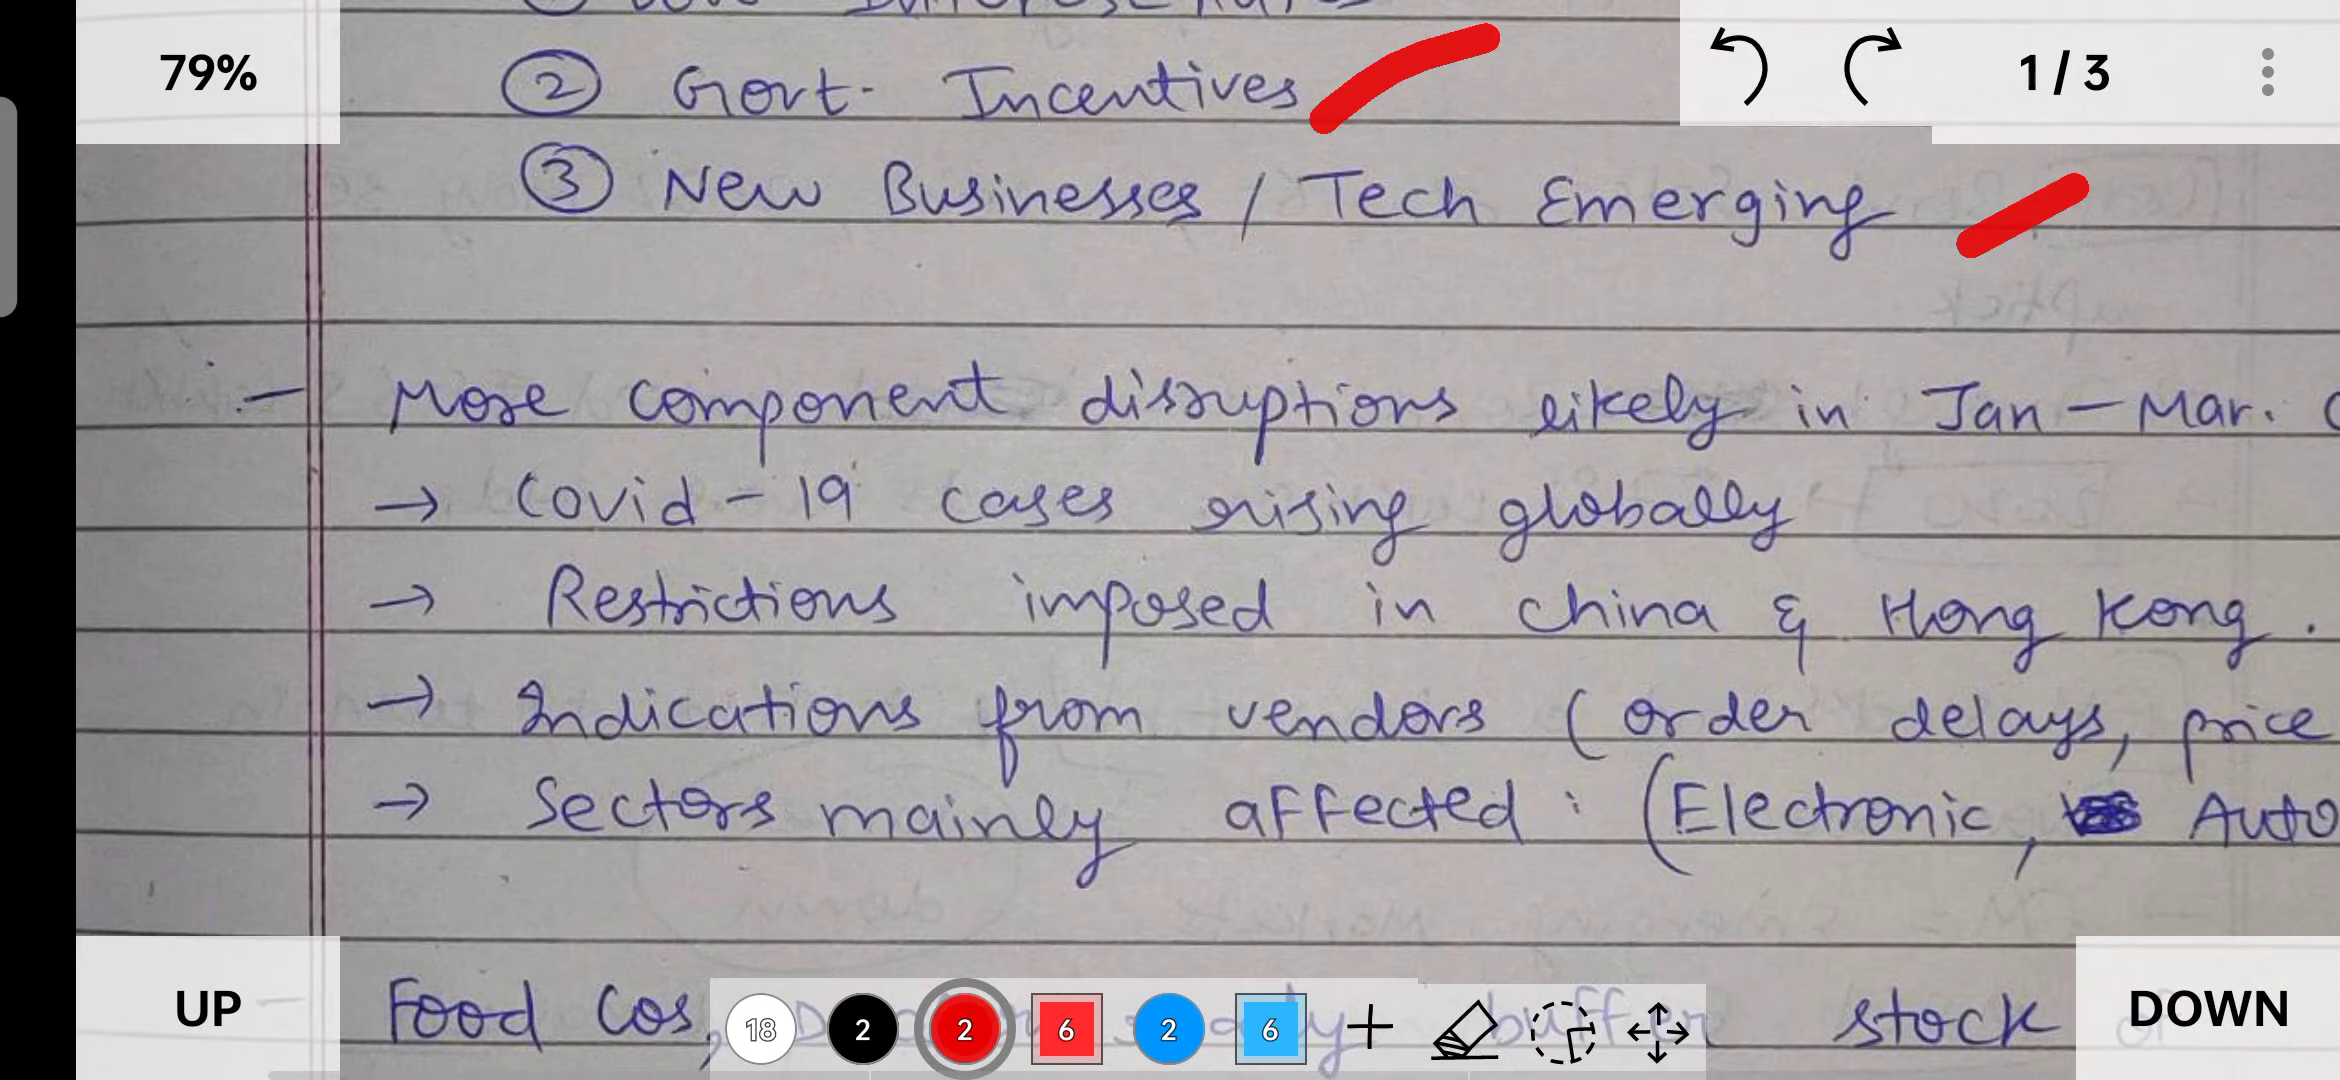 79%
1/3
② Govt. Incentives
③ New Businesses / Tech Emerging
- More component disruptions likely in Jan - Mar.
→ Covid-19 cases rising globally
→ Restrictions imposed in China & Hong Kong.
→ Indications from vendors (order delays, price
→ Sectors mainly affected: (Electronic, Auto
UP
- Food Cos, buffer stock
18 2 2 6 2 6
DOWN